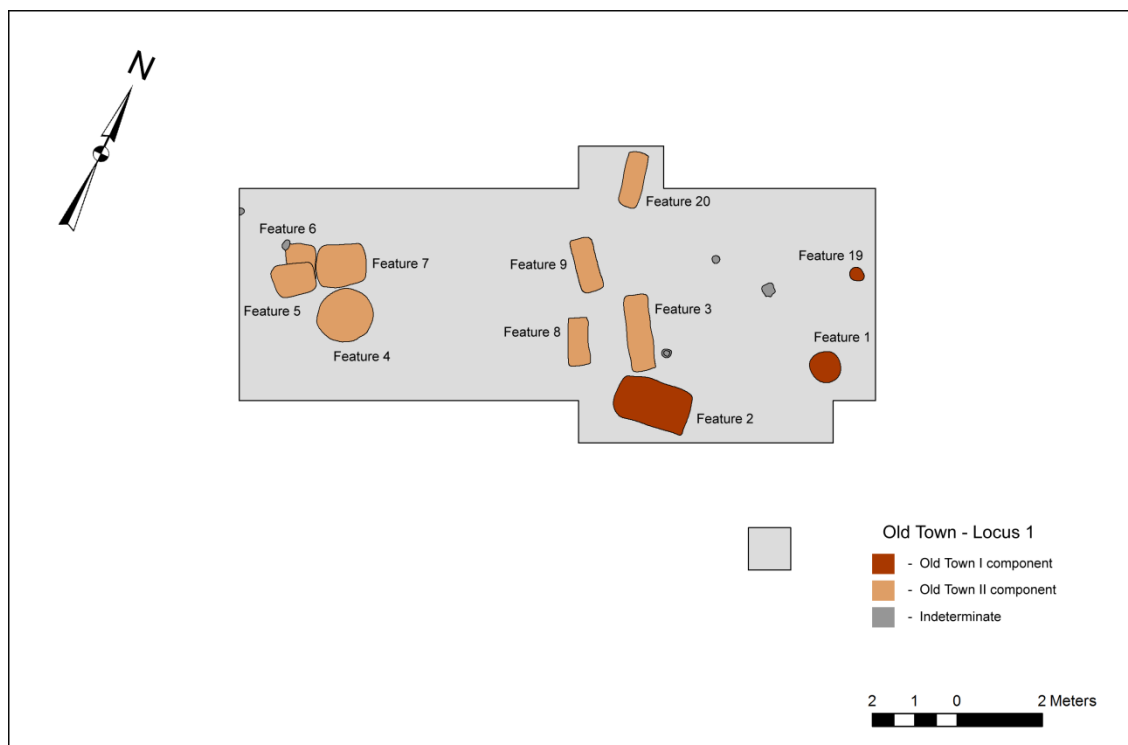 N
Feature 20
Feature 6
Feature 7
Feature 9
Feature 19
Feature 5
Feature 3
Feature 8
Feature 1
Feature 4
Feature 2
Old Town - Locus 1
- Old Town I component
- Old Town II component
- Indeterminate
2 1 0 2 Meters